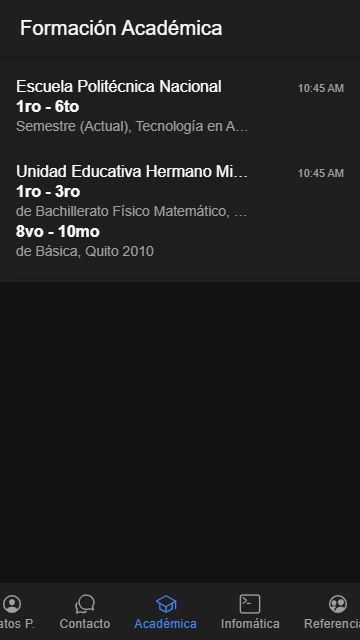 Formación Académica
Escuela Politécnica Nacional
10:45 AM
1ro - 6to
Semestre (Actual), Tecnología en A…
Unidad Educativa Hermano Mi…
10:45 AM
1ro - 3ro
de Bachillerato Físico Matemático, …
8vo - 10mo
de Básica, Quito 2010
atos P.
Contacto
Académica
Infomática
Referencia